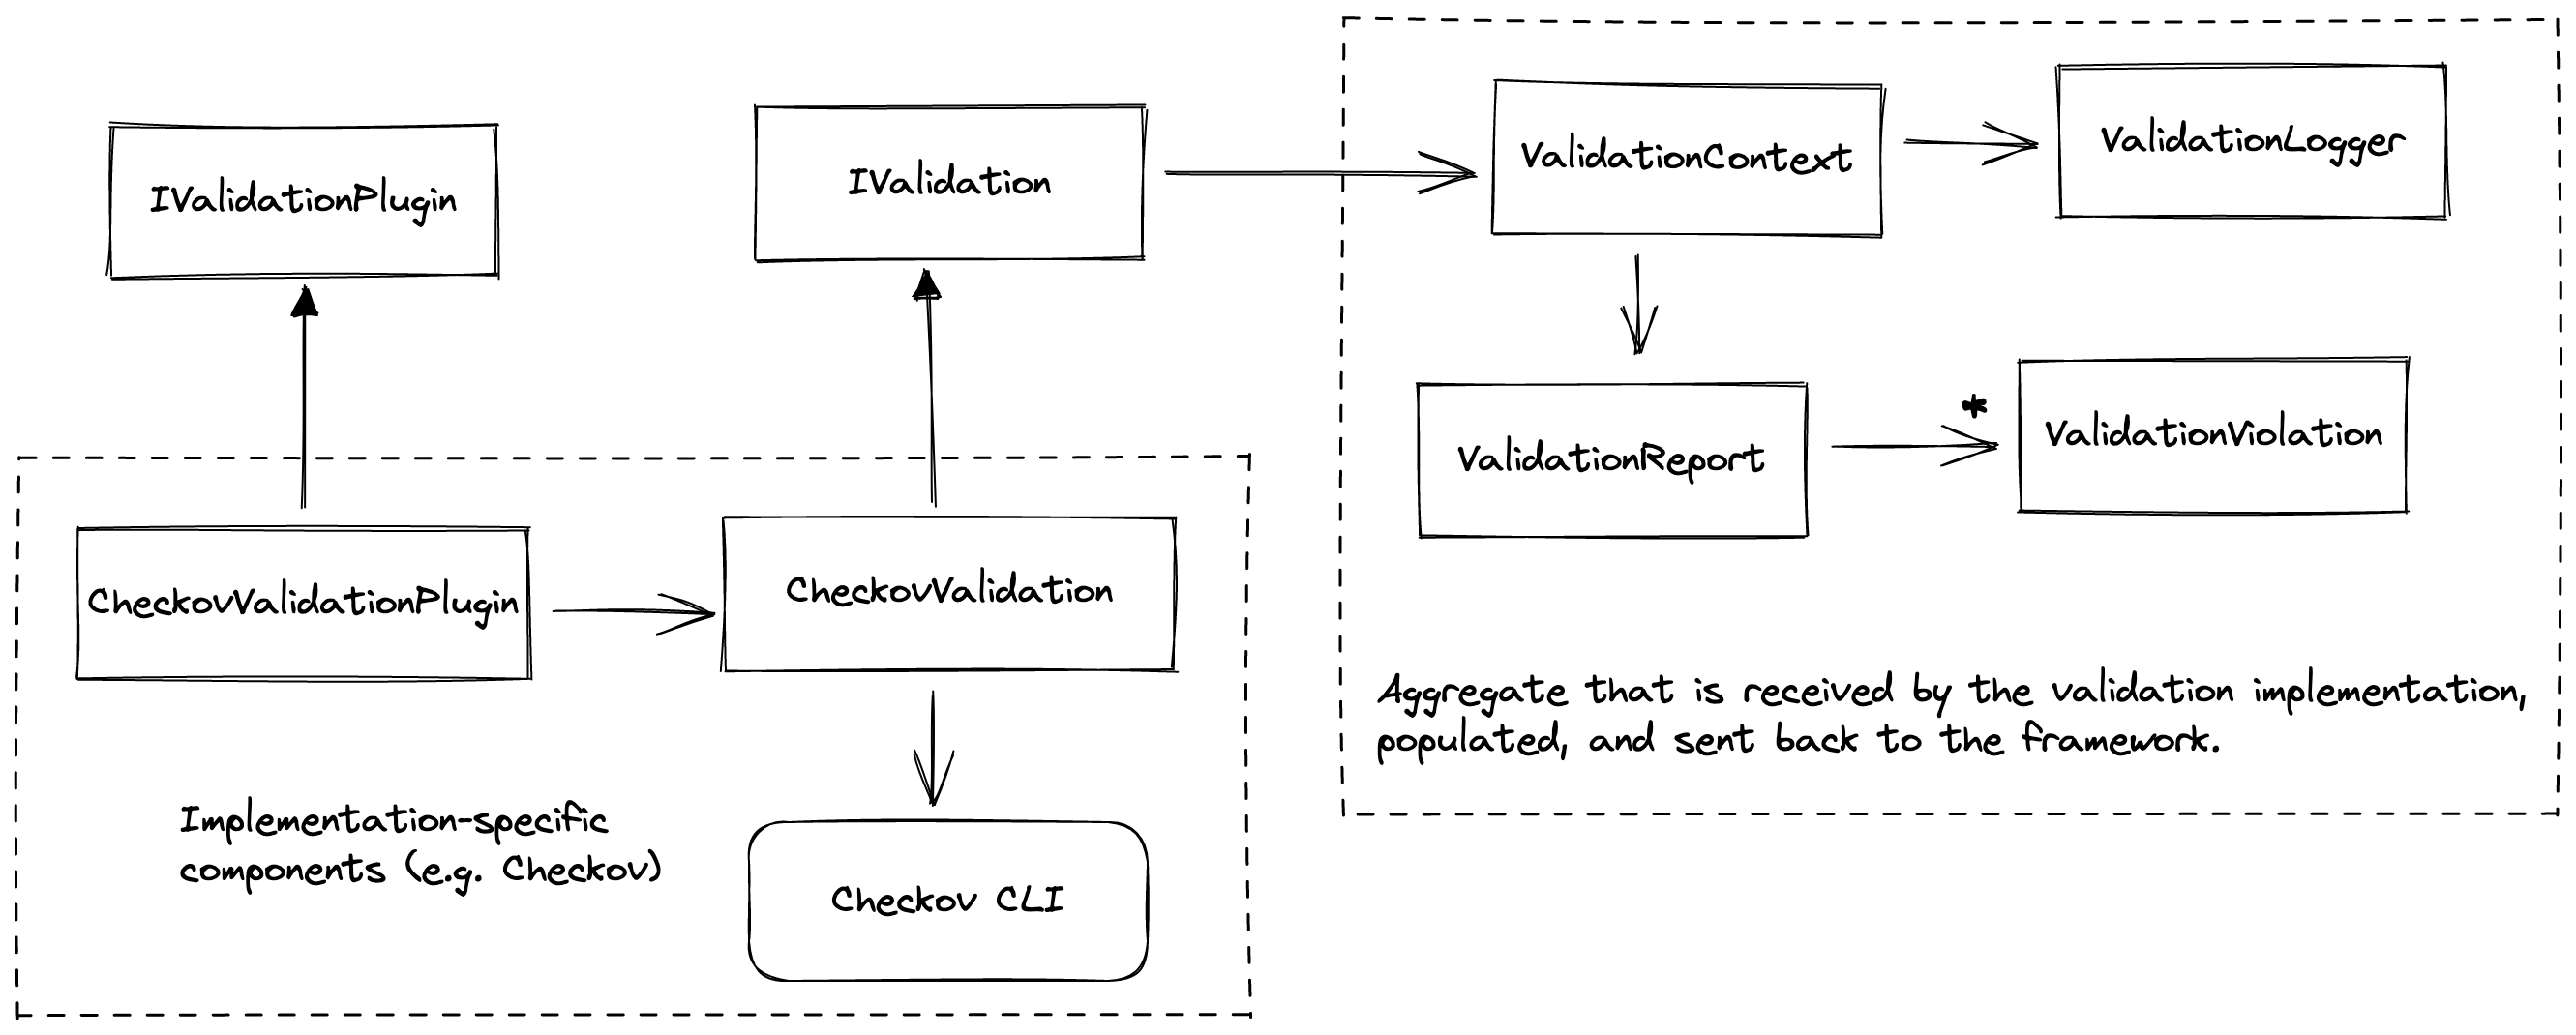 IValidationPlugin
IValidation
ValidationContext
ValidationLogger
ValidationReport
*
ValidationViolation
CheckovValidationPlugin
CheckovValidation
Aggregate that is received by the validation implementation,
populated, and sent back to the framework.
Implementation-specific
components (e.g. Checkov)
Checkov CLI